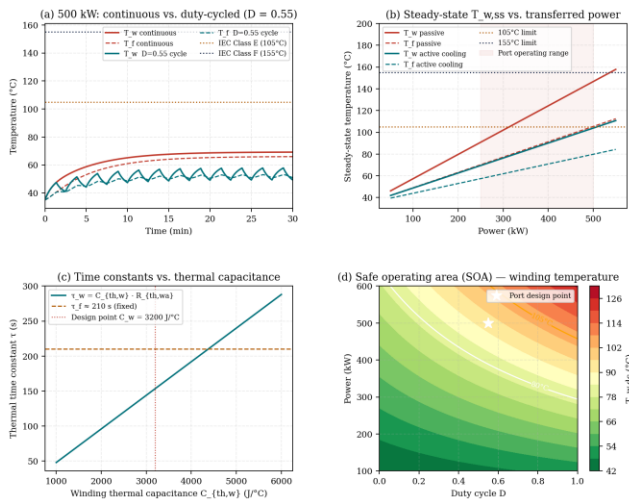 (a) 500 kW: continuous vs. duty-cycled (D = 0.55)
T_w continuous
T_f continuous
T_w D=0.55 cycle
T_f D=0.55 cycle
IEC Class E (105°C)
IEC Class F (155°C)
Temperature (°C)
160
140
120
100
80
60
40
0
5
10
15
20
25
30
Time (min)
(b) Steady-state T_w,ss vs. transferred power
T_w passive
T_f passive
T_w active cooling
T_f active cooling
105°C limit
155°C limit
Port operating range
Steady-state temperature (°C)
200
180
160
140
120
100
80
60
40
200
400
600
Power (kW)
(c) Time constants vs. thermal capacitance
τ_w = C_{th,w} · R_{th,wa}
τ_f ≈ 210 s (fixed)
Design point C_w = 3200 J/°C
Thermal time constant τ (s)
300
250
200
150
100
50
1000
2000
3000
4000
5000
6000
Winding thermal capacitance C_{th,w} (J/°C)
(d) Safe operating area (SOA) — winding temperature
Port design point
Power (kW)
600
500
400
300
200
100
0.0
0.2
0.4
0.6
0.8
1.0
Duty cycle D
126
114
102
90
78
66
54
42